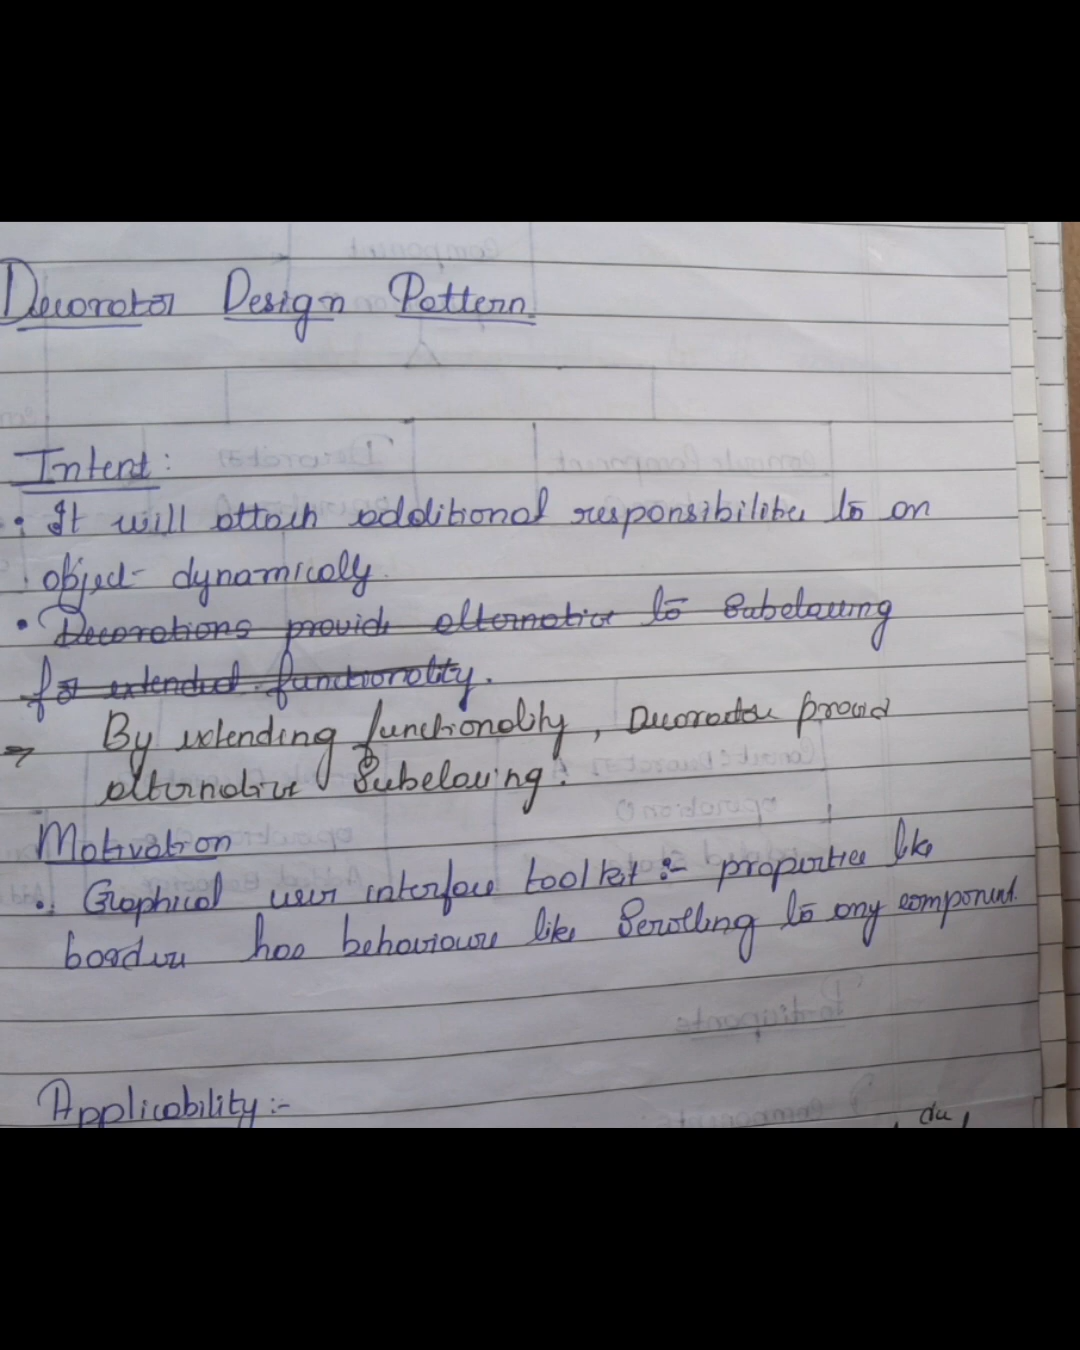 Decorator Design Pattern
Intent:
• It will attach additional responsibilities to an
object dynamically.
• Decorations provide alternative to Subclassing
for extended functionality.
→ By extending functionality, Decorator provid
alternative Subclassing.
Motivation
• Graphical user interface toolkit :- properties like
boarder has behaviours like Scrolling to any component.
Applicability :-